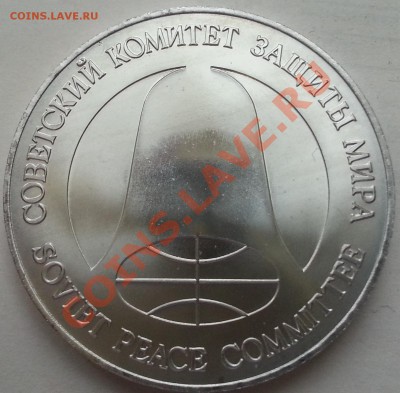 COINS.LAVE.RU
СОВЕТСКИЙ КОМИТЕТ ЗАЩИТЫ МИРА
SOVIET PEACE COMMITTEE
COINS.LAVE.RU